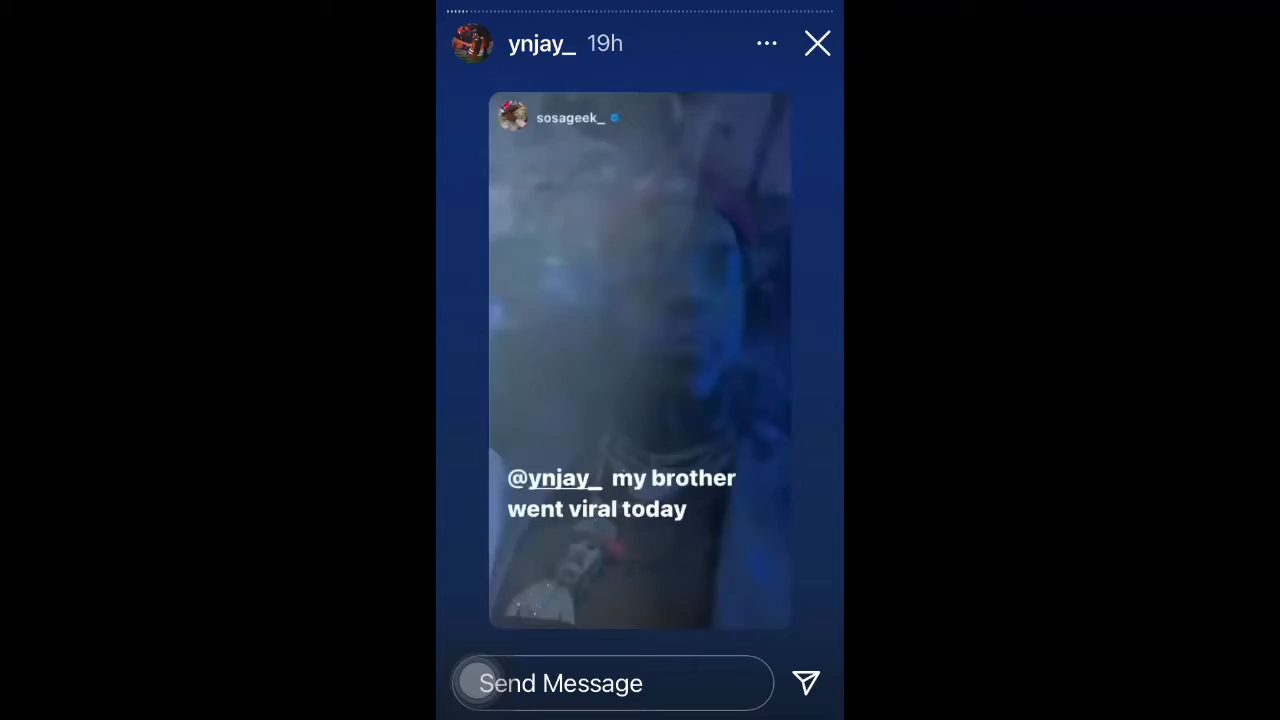 ynjay_ 19h
sosageek_
@ynjay_ my brother
went viral today
Send Message